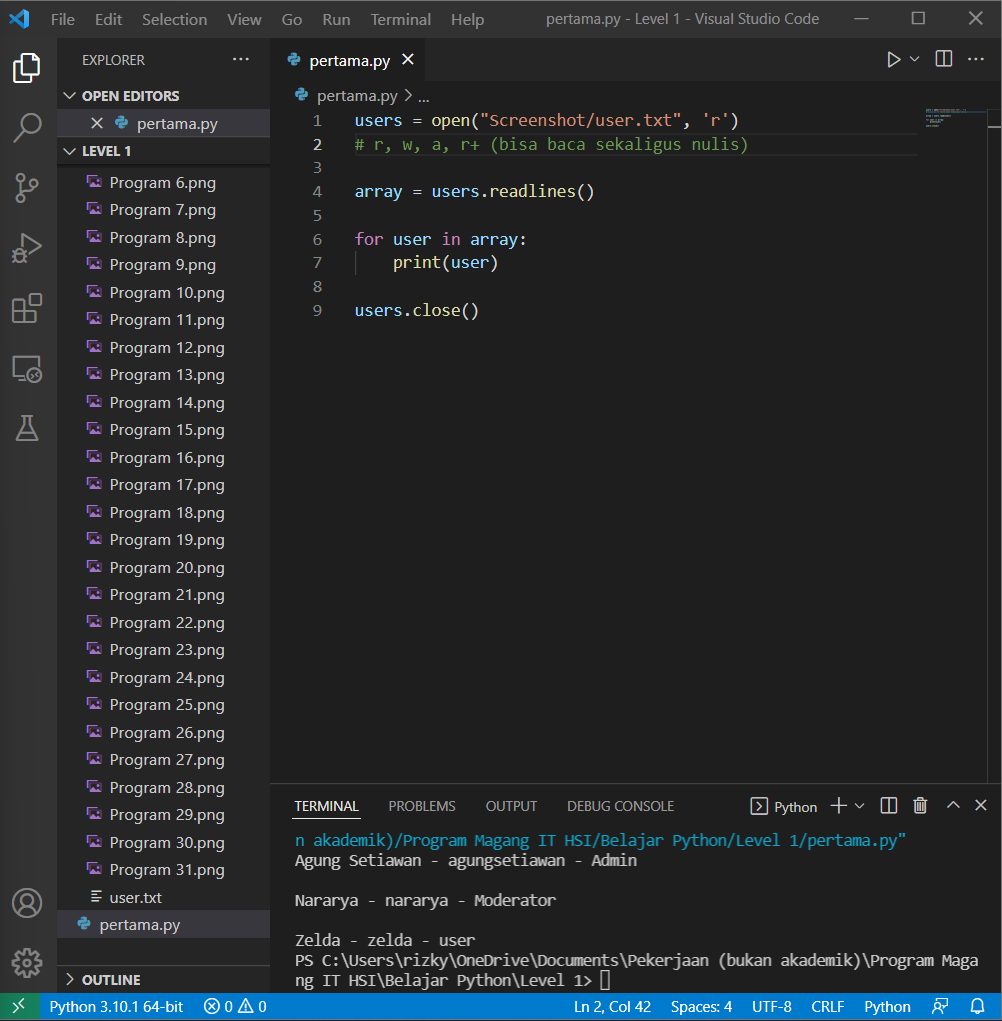 File Edit Selection View Go Run Terminal Help pertama.py - Level 1 - Visual Studio Code
EXPLORER
OPEN EDITORS
pertama.py
LEVEL 1
Program 6.png
Program 7.png
Program 8.png
Program 9.png
Program 10.png
Program 11.png
Program 12.png
Program 13.png
Program 14.png
Program 15.png
Program 16.png
Program 17.png
Program 18.png
Program 19.png
Program 20.png
Program 21.png
Program 22.png
Program 23.png
Program 24.png
Program 25.png
Program 26.png
Program 27.png
Program 28.png
Program 29.png
Program 30.png
Program 31.png
user.txt
pertama.py
OUTLINE
pertama.py
pertama.py > ...
1 users = open("Screenshot/user.txt", 'r')
2 # r, w, a, r+ (bisa baca sekaligus nulis)
3
4 array = users.readlines()
5
6 for user in array:
7     print(user)
8
9 users.close()
TERMINAL PROBLEMS OUTPUT DEBUG CONSOLE Python
n akademik)/Program Magang IT HSI/Belajar Python/Level 1/pertama.py"
Agung Setiawan - agungsetiawan - Admin
Nararya - nararya - Moderator
Zelda - zelda - user
PS C:\Users\rizky\OneDrive\Documents\Pekerjaan (bukan akademik)\Program Maga
ng IT HSI\Belajar Python\Level 1>
Python 3.10.1 64-bit 0 0 Ln 2, Col 42 Spaces: 4 UTF-8 CRLF Python